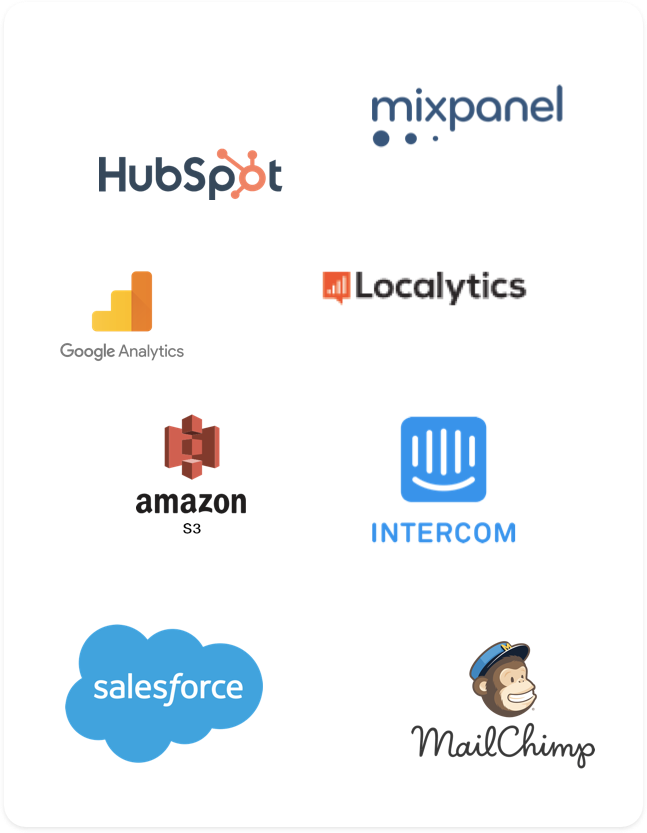 mixpanel
HubSpot
Localytics
Google Analytics
amazon
S3
INTERCOM
salesforce
MailChimp